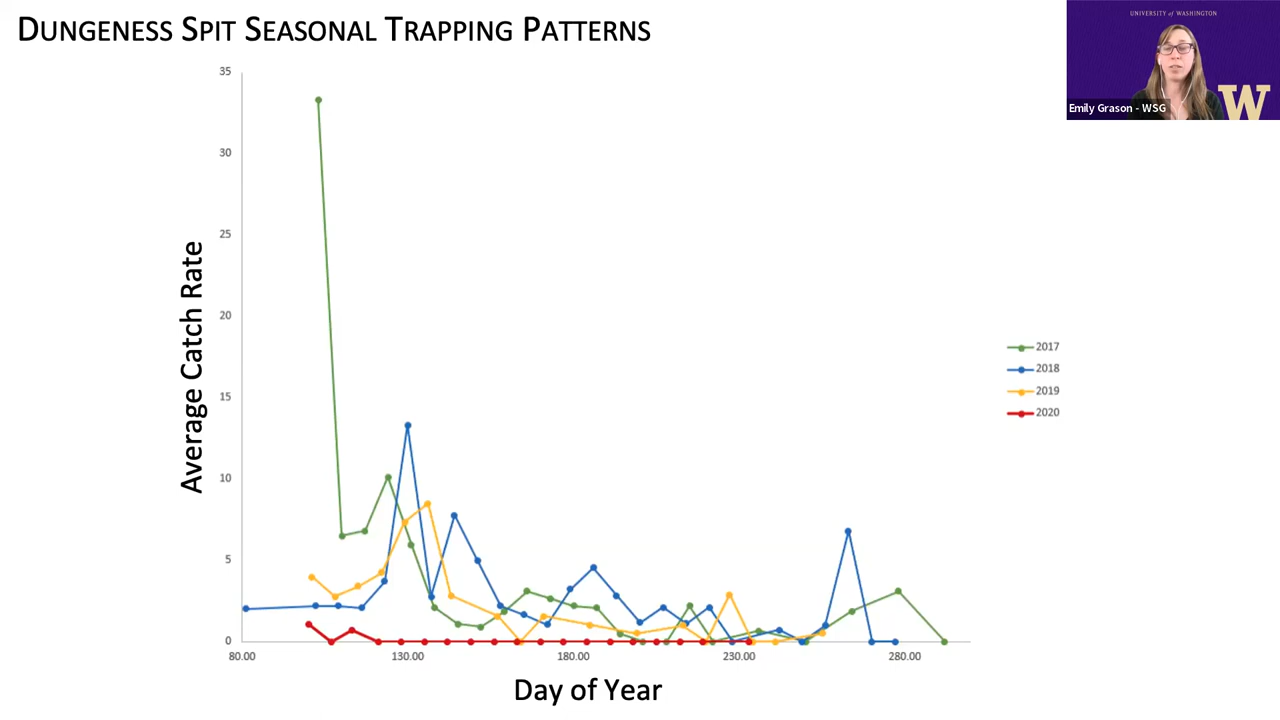 DUNGENESS SPIT SEASONAL TRAPPING PATTERNS
UNIVERSITY of WASHINGTON
W
Emily Grason - WSG
35
30
25
20
15
10
5
0
Average Catch Rate
80.00 130.00 180.00 230.00 280.00
Day of Year
2017
2018
2019
2020